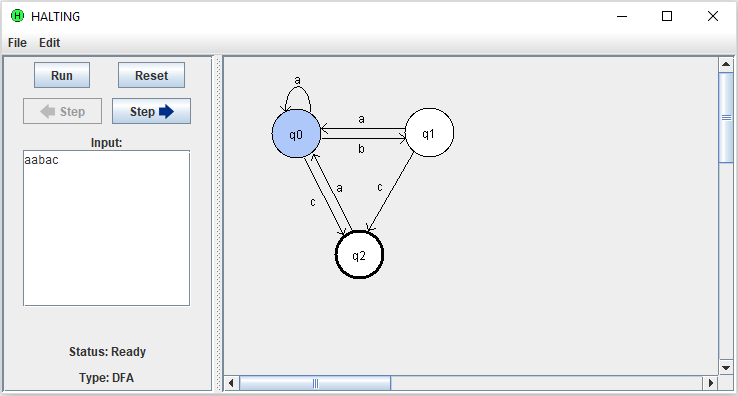 HALTING
File Edit
Run Reset
Step Step
Input:
aabac
Status: Ready
Type: DFA
a
q0
a
b
q1
c
a
c
q2